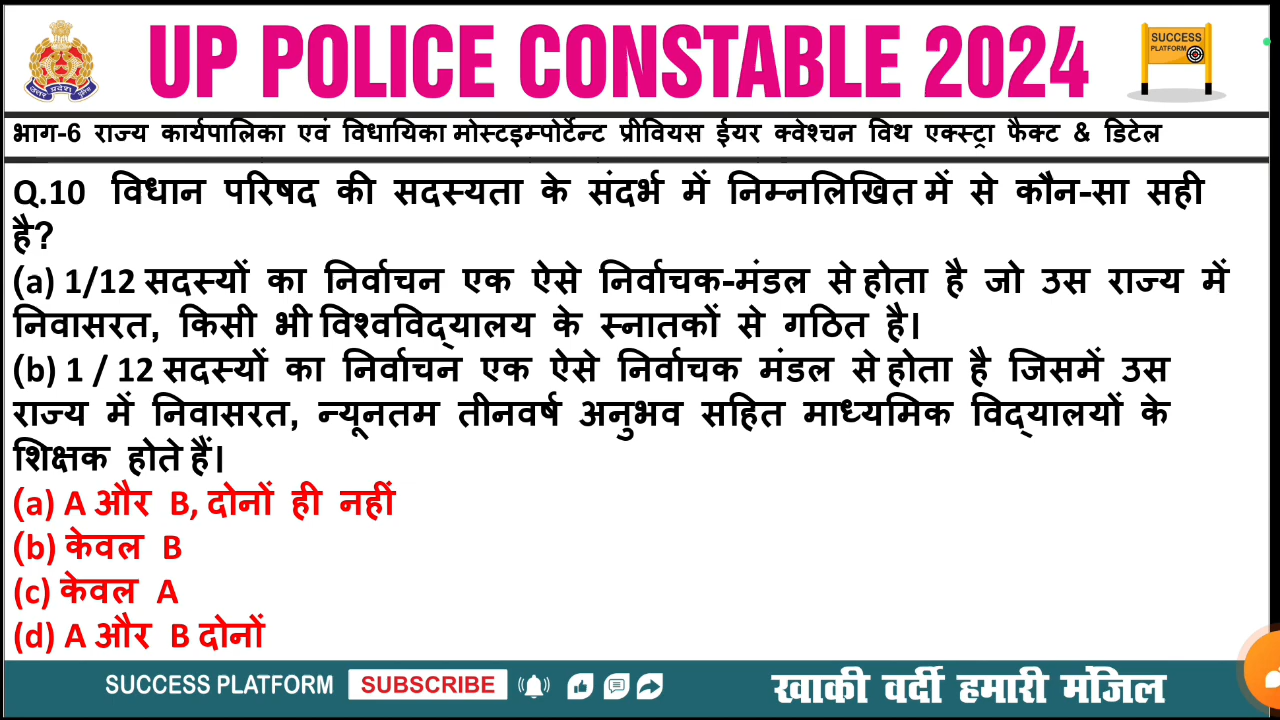 UP POLICE CONSTABLE 2024
SUCCESS
PLATFORM
उत्तर प्रदेश पुलिस
भाग-6 राज्य कार्यपालिका एवं विधायिका मोस्टइम्पोर्टेन्ट प्रीवियस ईयर क्वेश्चन विथ एक्स्ट्रा फैक्ट & डिटेल
Q.10 विधान परिषद की सदस्यता के संदर्भ में निम्नलिखित में से कौन-सा सही
है?
(a) 1/12 सदस्यों का निर्वाचन एक ऐसे निर्वाचक-मंडल से होता है जो उस राज्य में
निवासरत, किसी भी विश्वविद्यालय के स्नातकों से गठित है।
(b) 1 / 12 सदस्यों का निर्वाचन एक ऐसे निर्वाचक मंडल से होता है जिसमें उस
राज्य में निवासरत, न्यूनतम तीनवर्ष अनुभव सहित माध्यमिक विद्यालयों के
शिक्षक होते हैं।
(a) A और B, दोनों ही नहीं
(b) केवल B
(c) केवल A
(d) A और B दोनों
SUCCESS PLATFORM SUBSCRIBE खाकी वर्दी हमारी मंजिल